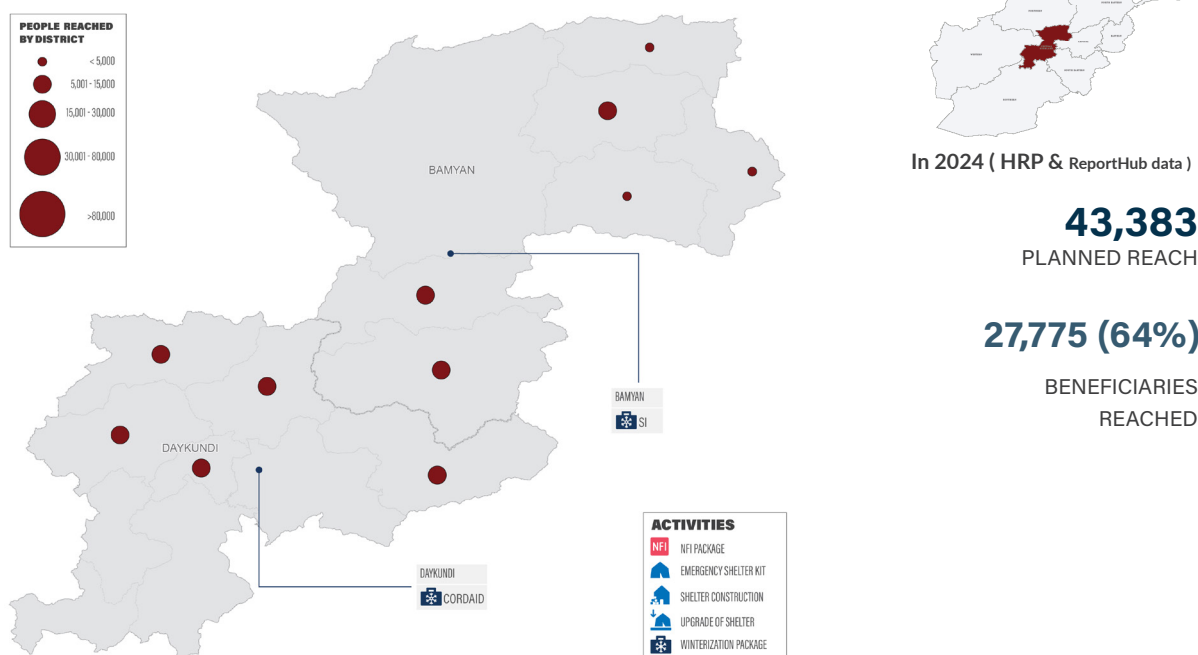 PEOPLE REACHED
BY DISTRICT
< 5,000
5,001 - 15,000
15,001 - 30,000
30,001 - 80,000
>80,000
BAMYAN
DAYKUNDI
BAMYAN
SI
DAYKUNDI
CORDAID
ACTIVITIES
NFI NFI PACKAGE
EMERGENCY SHELTER KIT
SHELTER CONSTRUCTION
UPGRADE OF SHELTER
WINTERIZATION PACKAGE
In 2024 ( HRP & ReportHub data )
43,383
PLANNED REACH
27,775 (64%)
BENEFICIARIES
REACHED